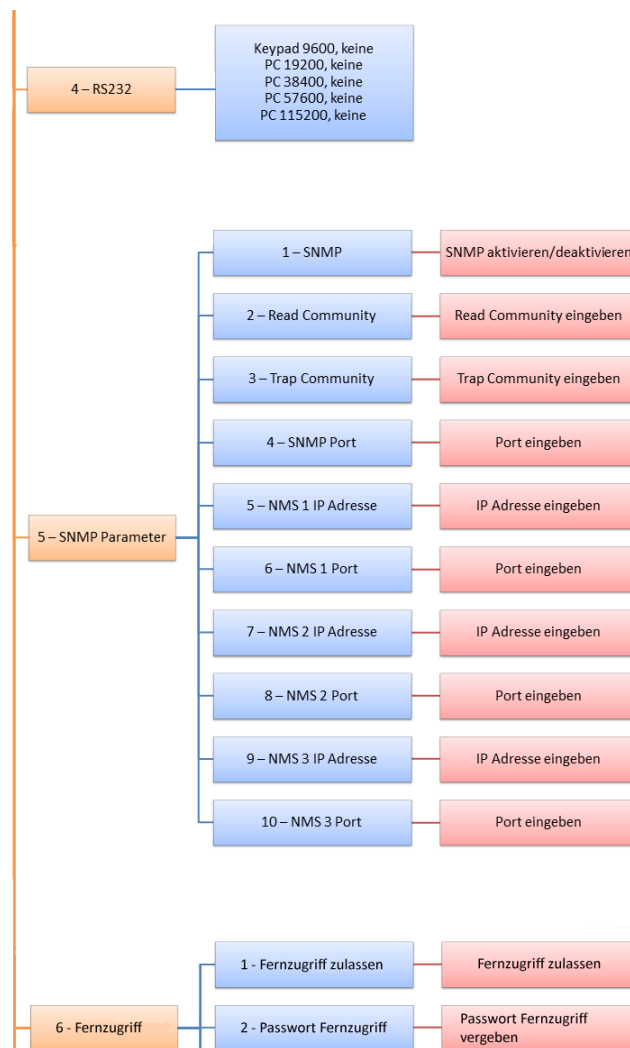 4 – RS232
Keypad 9600, keine
PC 19200, keine
PC 38400, keine
PC 57600, keine
PC 115200, keine
5 – SNMP Parameter
1 – SNMP
SNMP aktivieren/deaktivieren
2 – Read Community
Read Community eingeben
3 – Trap Community
Trap Community eingeben
4 – SNMP Port
Port eingeben
5 – NMS 1 IP Adresse
IP Adresse eingeben
6 – NMS 1 Port
Port eingeben
7 – NMS 2 IP Adresse
IP Adresse eingeben
8 – NMS 2 Port
Port eingeben
9 – NMS 3 IP Adresse
IP Adresse eingeben
10 – NMS 3 Port
Port eingeben
6 - Fernzugriff
1 - Fernzugriff zulassen
Fernzugriff zulassen
2 - Passwort Fernzugriff
Passwort Fernzugriff
vergeben